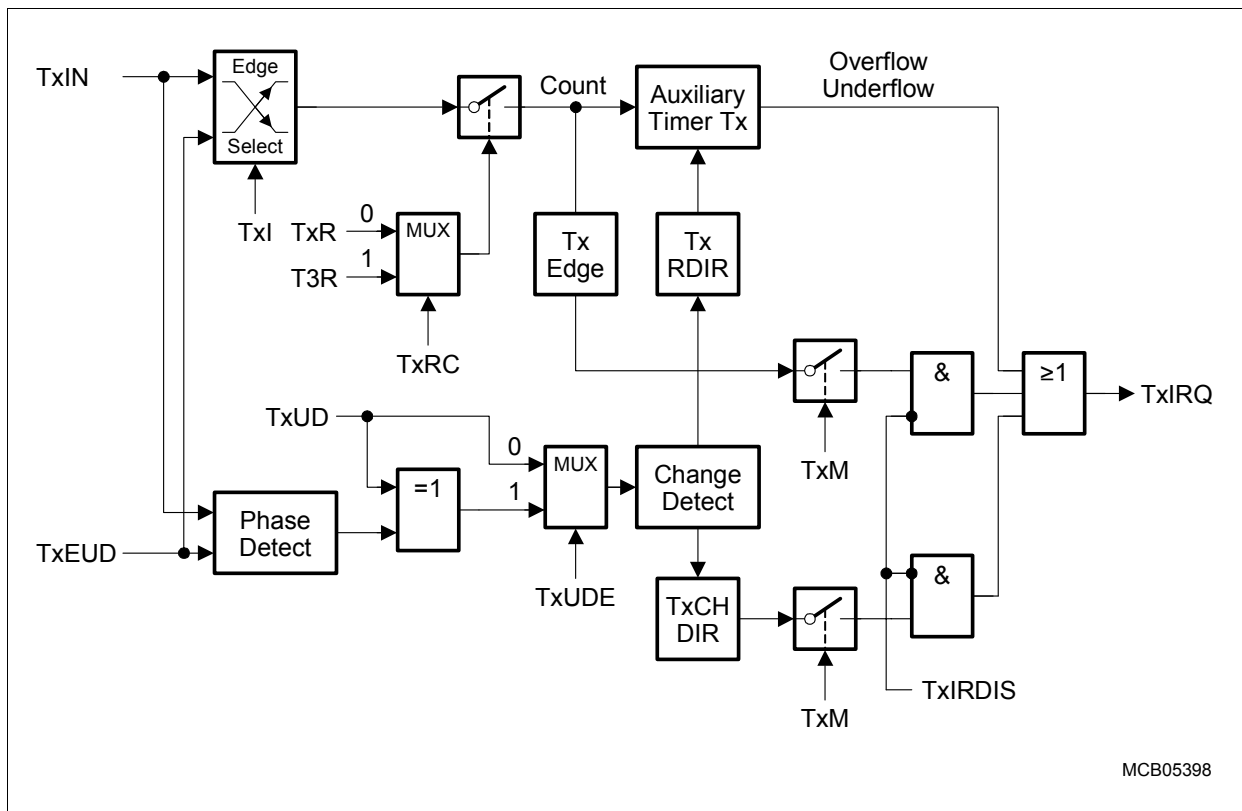 TxIN
Edge
Select
TxI
Count
Auxiliary
Timer Tx
Overflow
Underflow
TxR
0
T3R
1
MUX
TxRC
Tx
Edge
Tx
RDIR
TxM
&
≥1
TxIRQ
TxUD
0
1
MUX
=1
Change
Detect
TxEUD
Phase
Detect
TxUDE
TxCH
DIR
TxM
&
TxIRDIS
MCB05398